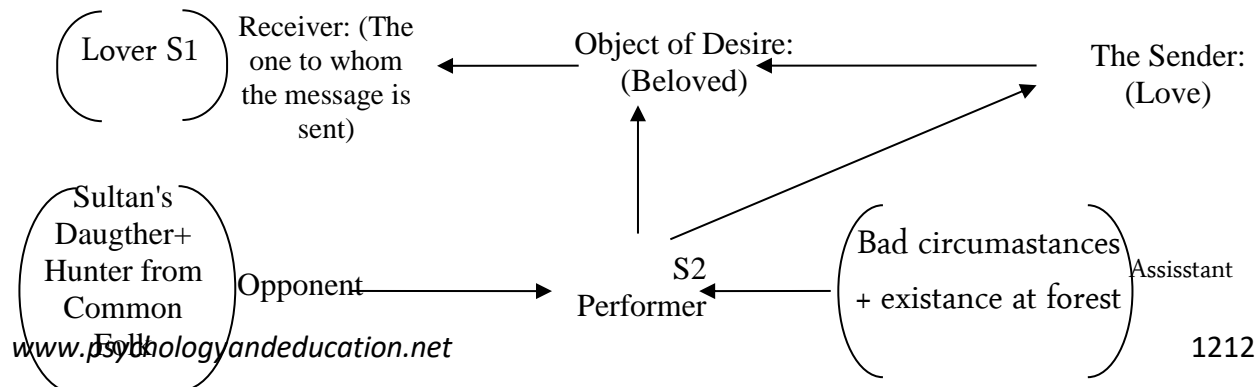 Lover S1
Receiver: (The
one to whom
the message is
sent)
Object of Desire:
(Beloved)
The Sender:
(Love)
Sultan's
Daugther+
Hunter from
Common
Folk
Opponent
S2
Performer
Bad circumastances
+ existance at forest
Assisstant
www.psychologyandeducation.net
1212